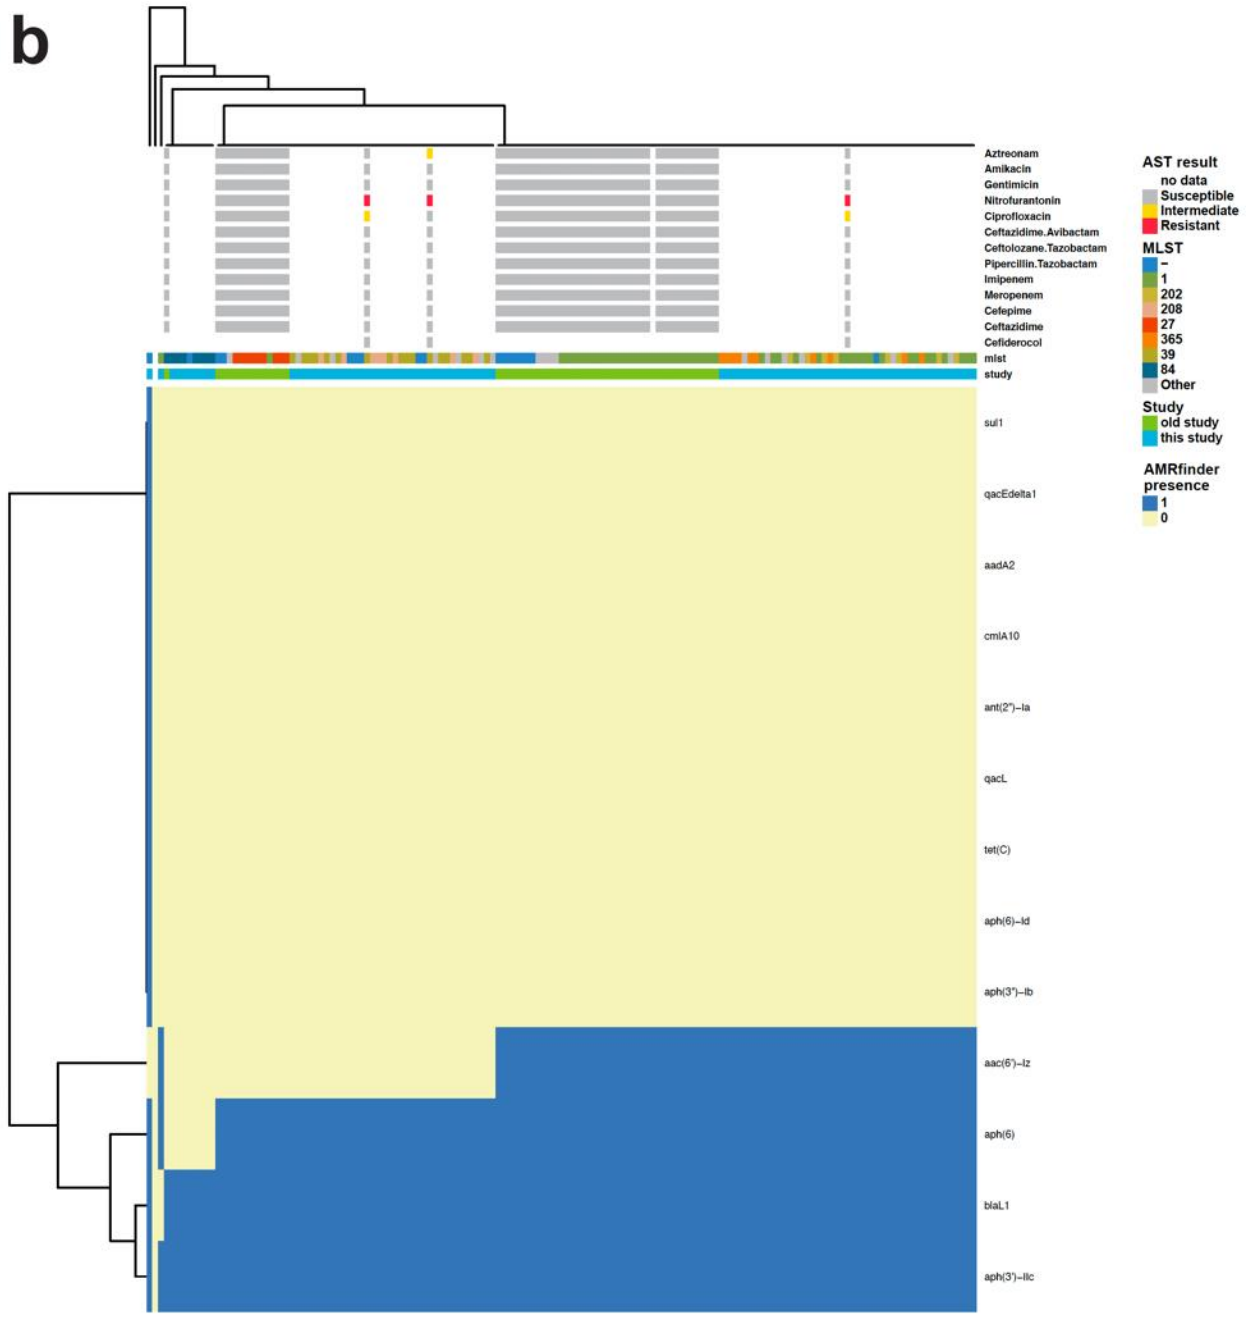 b
Aztreonam
Amikacin
Gentimicin
Nitrofurantonin
Ciprofloxacin
Ceftazidime.Avibactam
Ceftolozane.Tazobactam
Pipercillin.Tazobactam
Imipenem
Meropenem
Cefepime
Ceftazidime
Cefiderocol
mlst
study
sul1
qacEdelta1
aadA2
cmlA10
ant(2")−Ia
qacL
tet(C)
aph(6)−Id
aph(3")−Ib
aac(6')−Iz
aph(6)
blaL1
aph(3')−IIc
AST result
no data
Susceptible
Intermediate
Resistant
MLST
−
1
202
208
27
365
39
84
Other
Study
old study
this study
AMRfinder
presence
1
0